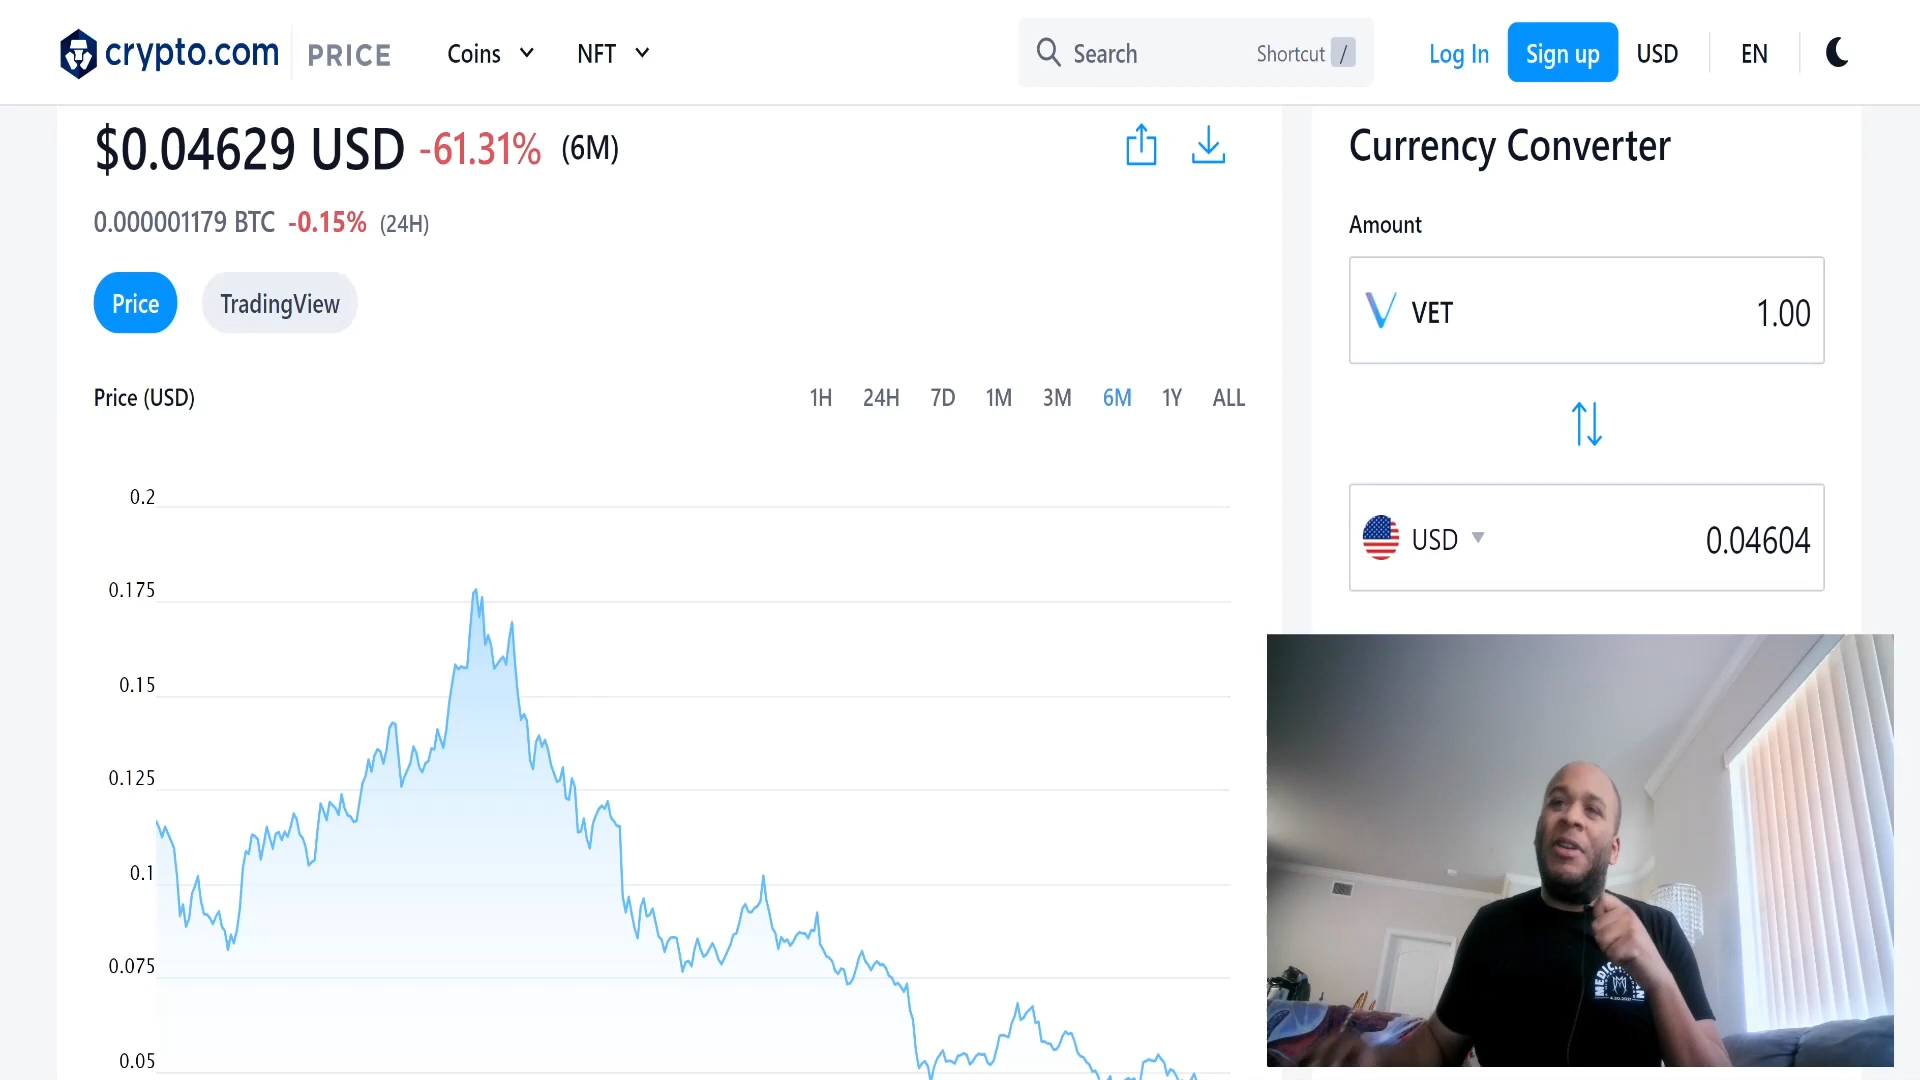 crypto.com PRICE Coins NFT Search Shortcut / Log In Sign up USD EN
$0.04629 USD -61.31% (6M)
0.000001179 BTC -0.15% (24H)
Price TradingView
Price (USD) 1H 24H 7D 1M 3M 6M 1Y ALL
0.2
0.175
0.15
0.125
0.1
0.075
0.05
Currency Converter
Amount
VET 1.00
USD 0.04604